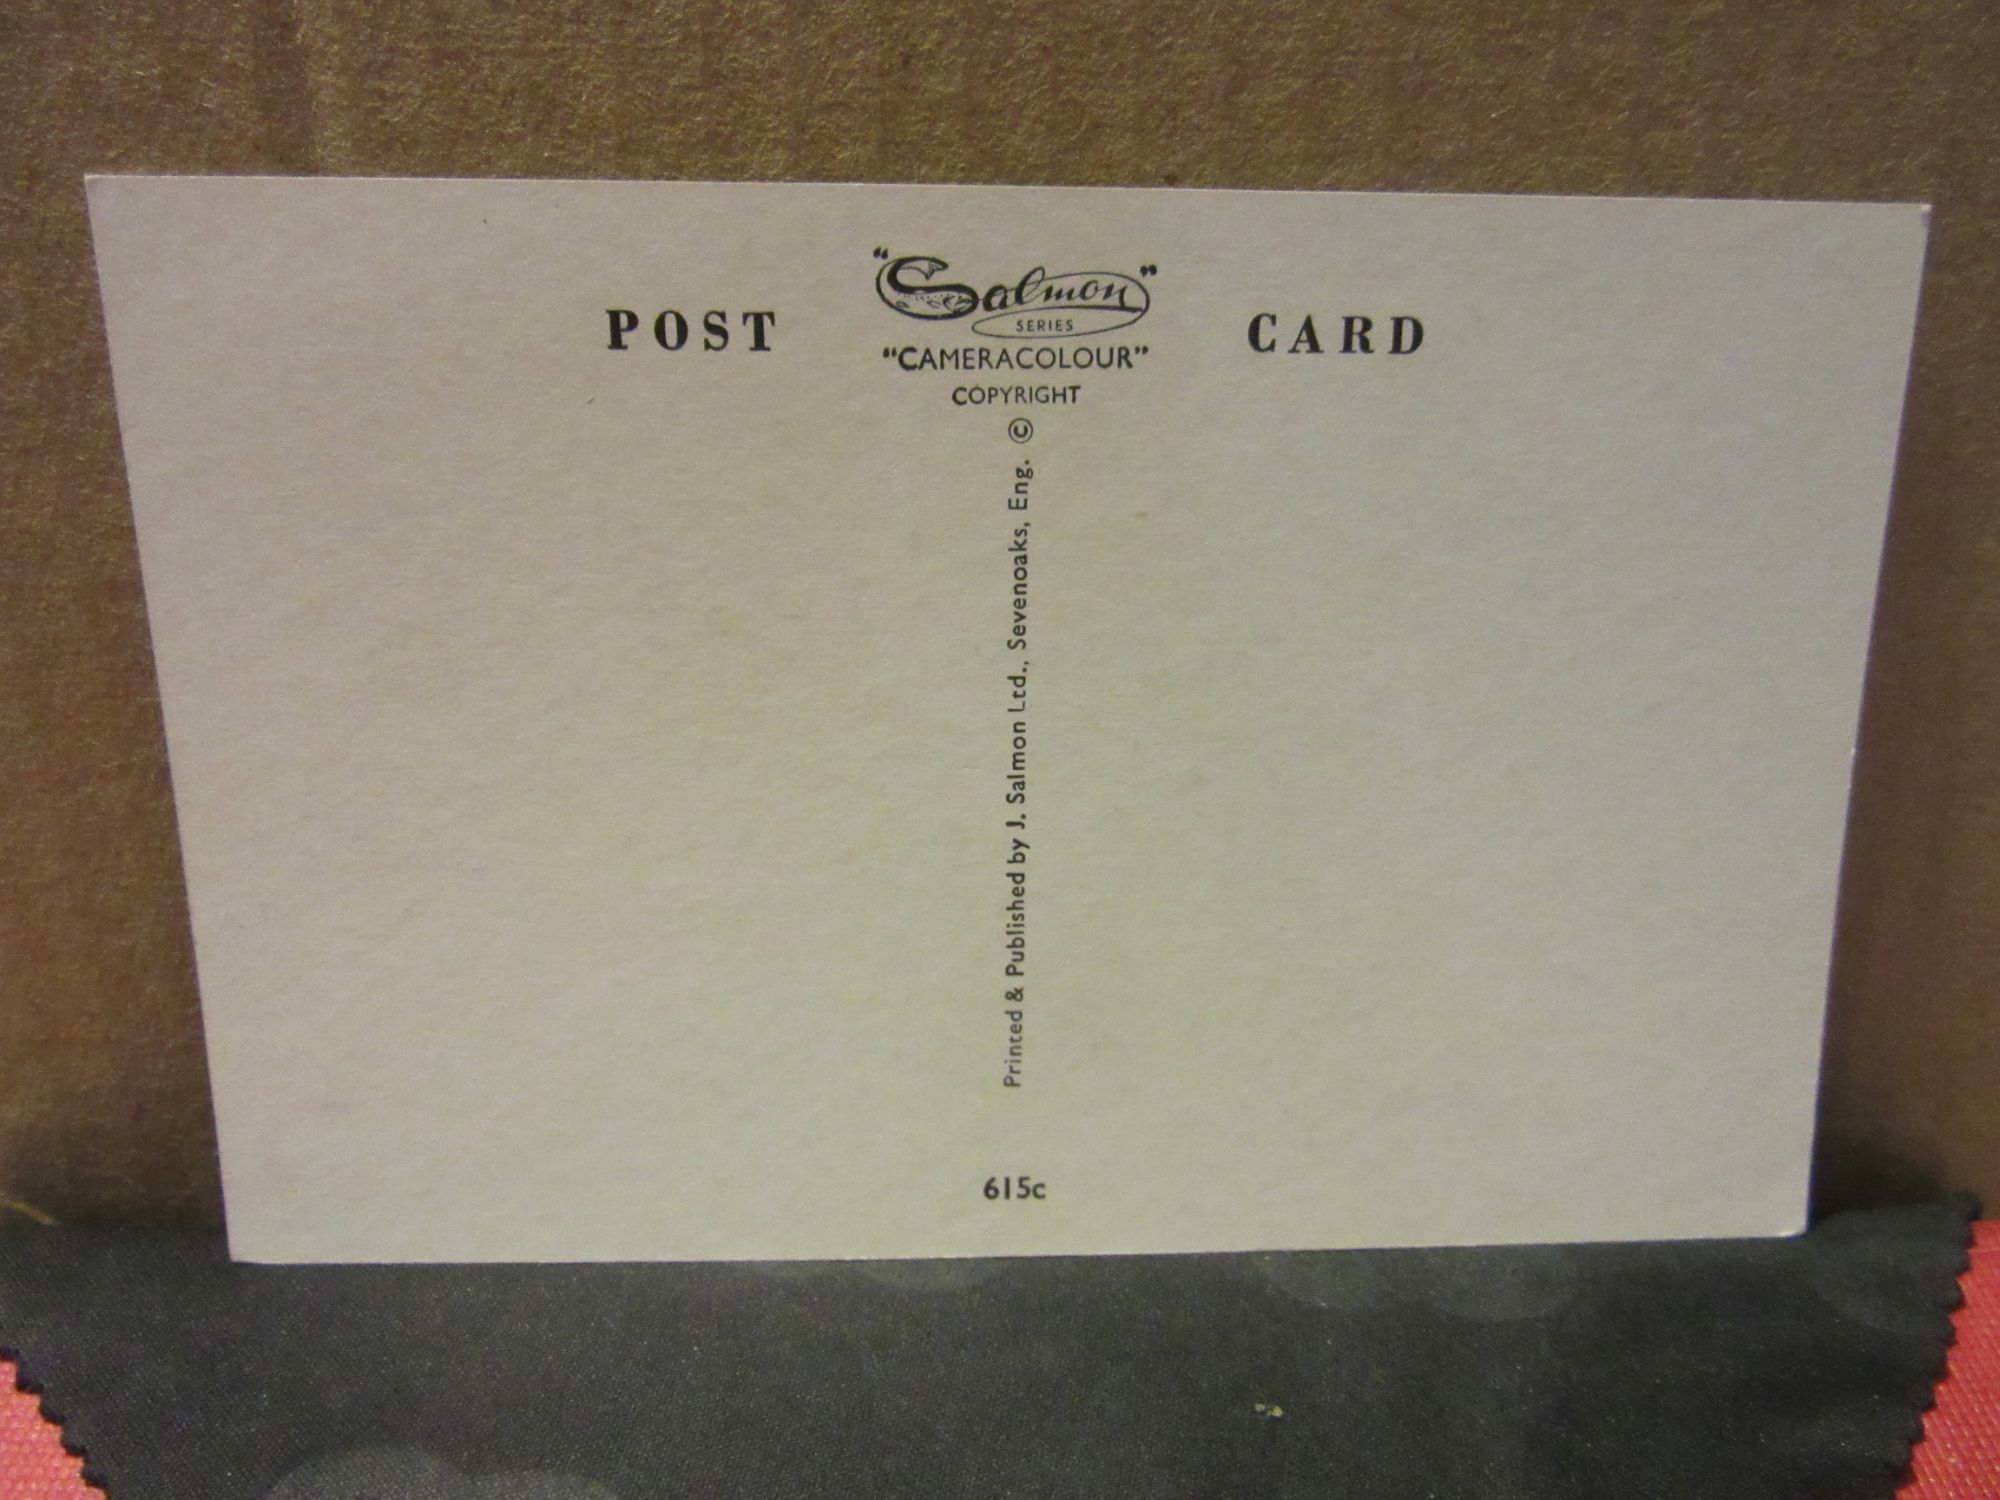 POST "Salmon" CARD
SERIES
"CAMERACOLOUR"
COPYRIGHT
Printed & Published by J. Salmon Ltd., Sevenoaks, Eng. ©
615c